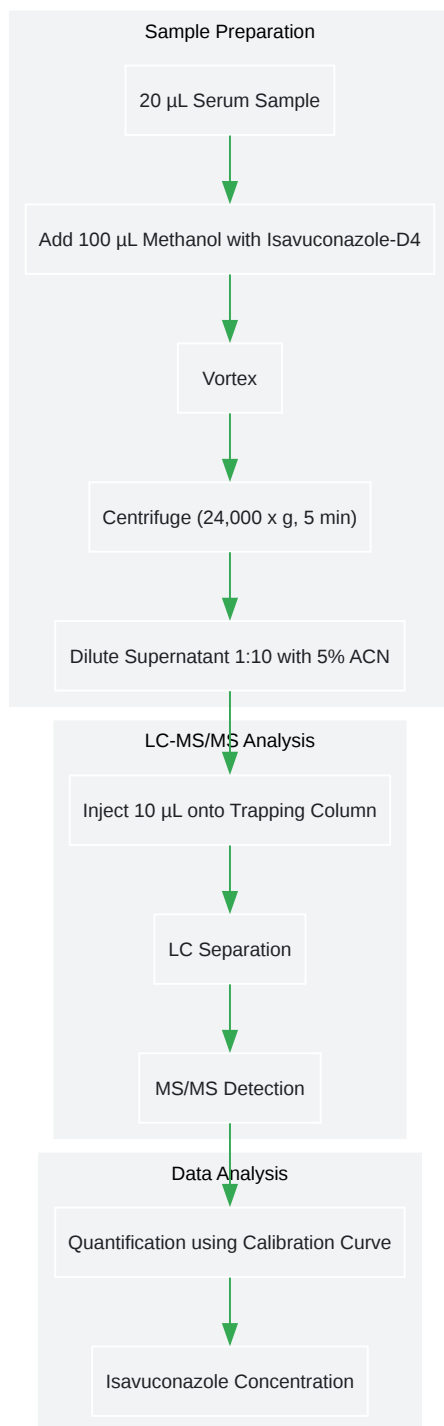 Sample Preparation
20 µL Serum Sample
Add 100 µL Methanol with Isavuconazole-D4
Vortex
Centrifuge (24,000 x g, 5 min)
Dilute Supernatant 1:10 with 5% ACN
LC-MS/MS Analysis
Inject 10 µL onto Trapping Column
LC Separation
MS/MS Detection
Data Analysis
Quantification using Calibration Curve
Isavuconazole Concentration